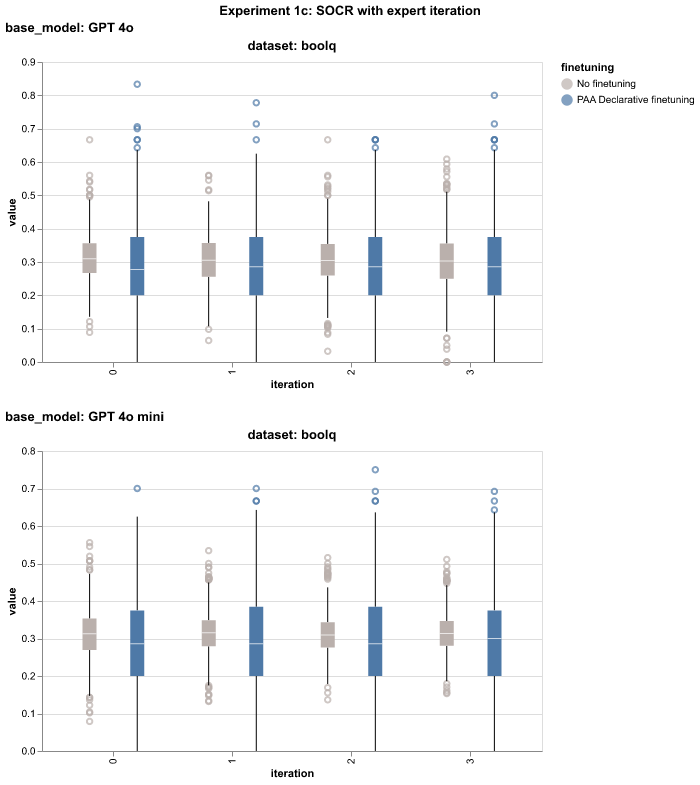 Experiment 1c: SOCR with expert iteration
base_model: GPT 4o
dataset: boolq
0.9
0.8
0.7
0.6
0.5
0.4
0.3
0.2
0.1
0.0
value
0
1
2
3
iteration
finetuning
No finetuning
PAA Declarative finetuning
base_model: GPT 4o mini
dataset: boolq
0.8
0.7
0.6
0.5
0.4
0.3
0.2
0.1
0.0
value
0
1
2
3
iteration